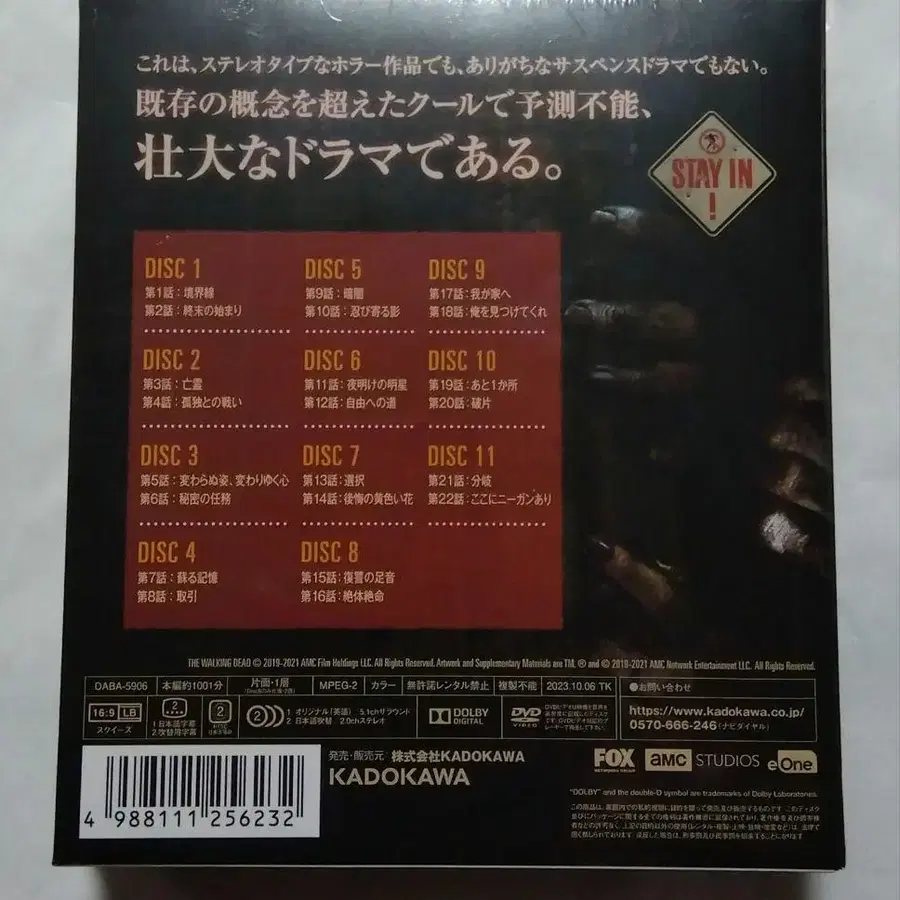 これは、ステレオタイプなホラー作品でも、ありがちなサスペンスドラマでもない。
既存の概念を超えたクールで予測不能、
壮大なドラマである。
STAY IN
!
DISC 1
第1話：境界線
第2話：終末の始まり
DISC 2
第3話：亡霊
第4話：孤独との戦い
DISC 3
第5話：変わらぬ姿、変わりゆく心
第6話：秘密の任務
DISC 4
第7話：蘇る記憶
第8話：取引
DISC 5
第9話：暗闇
第10話：忍び寄る影
DISC 6
第11話：夜明けの明星
第12話：自由への道
DISC 7
第13話：選択
第14話：後悔の黄色い花
DISC 8
第15話：復讐の足音
第16話：絶体絶命
DISC 9
第17話：我が家へ
第18話：俺を見つけてくれ
DISC 10
第19話：あと1か所
第20話：破片
DISC 11
第21話：分岐
第22話：ここにニーガンあり
THE WALKING DEAD © 2019-2021 AMC Film Holdings LLC. All Rights Reserved. Artwork and Supplementary Materials are TM, ® and © 2019-2021 AMC Network Entertainment LLC. All Rights Reserved.
DABA-5906 本編約1001分 片面・1層 MPEG-2 カラー 無許諾レンタル禁止 複製不能 2023.10.06 TK
●お問い合わせ
https://www.kadokawa.co.jp/
0570-666-246（ナビダイヤル）
16:9 LB
スクイーズ
2
1.日本語字幕
2.吹替用字幕
2
1 オリジナル（英語） 5.1chサラウンド
2 日本語吹替 2.0chステレオ
DOLBY
DIGITAL
DVD
VIDEO
発売・販売元：株式会社KADOKAWA
KADOKAWA
FOX
NETWORKS GROUP
amc STUDIOS
eOne
"DOLBY" and the double-D symbol are trademarks of Dolby Laboratories.
4 988111 256232